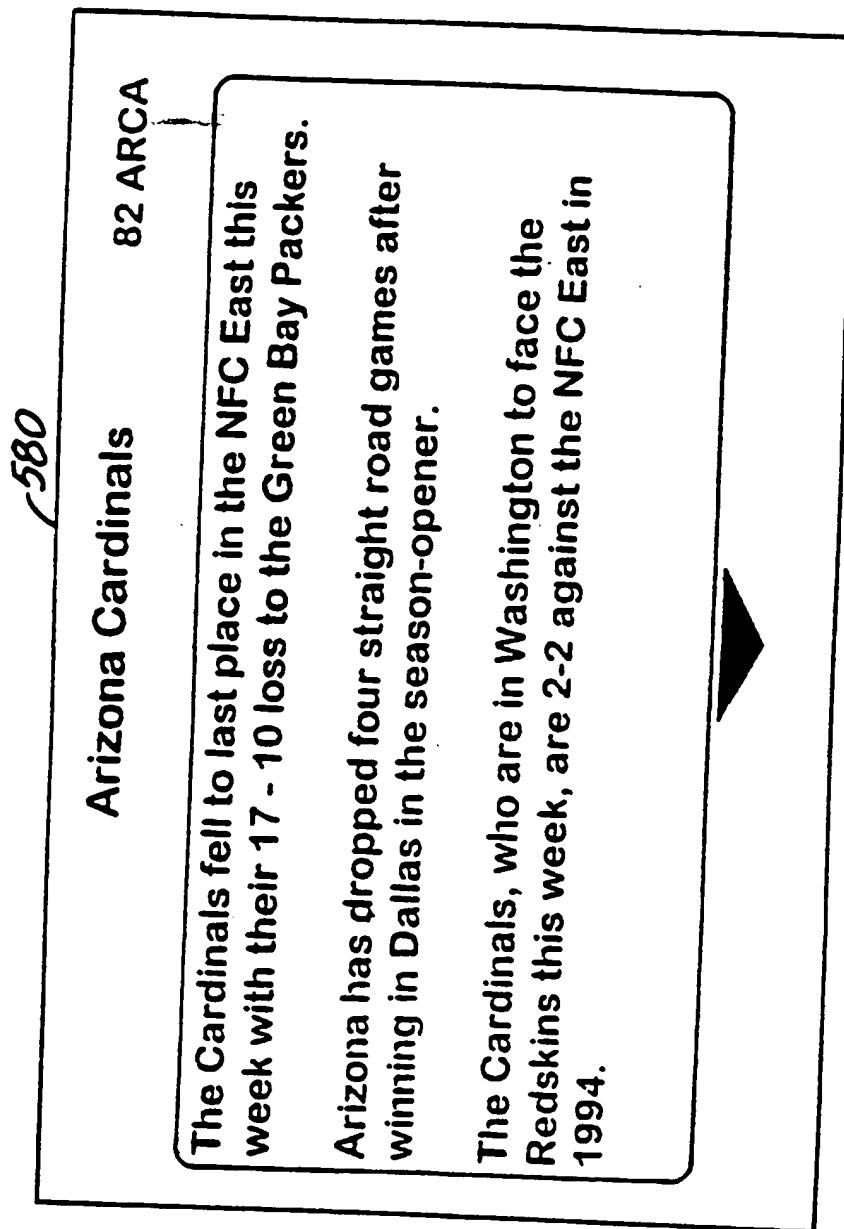 580
Arizona Cardinals 82 ARCA
The Cardinals fell to last place in the NFC East this
week with their 17 - 10 loss to the Green Bay Packers.
Arizona has dropped four straight road games after
winning in Dallas in the season-opener.
The Cardinals, who are in Washington to face the
Redskins this week, are 2-2 against the NFC East in
1994.